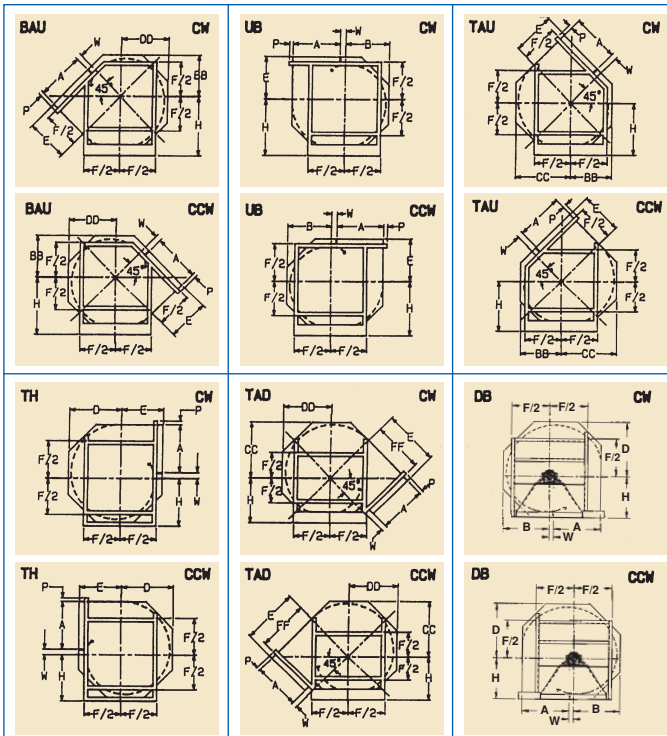 BAU CW
W DD
A
P 45° F/2 BB
F/2 H
E F/2
F/2 F/2
UB CW
W
P A B
E F/2
F/2
H
F/2 F/2
TAU CW
E P A
F/2 W
F/2 45°
F/2 H
F/2 F/2
CC BB
BAU CCW
DD W
A
BB F/2 45° P
F/2
H F/2 E
F/2 F/2
UB CCW
W
B A P
F/2 E
F/2
H
F/2 F/2
TAU CCW
P E
A F/2
W
45° F/2
H F/2
F/2 F/2
BB CC
TH CW
D E P
A
F/2
F/2 H W
F/2 F/2
TAD CW
DD
CC E
FF
F/2
F/2 45° P
H A
W
F/2 F/2
DB CW
F/2 F/2
D
F/2
H
B A
W
TH CCW
P E D
A
F/2
W H F/2
F/2 F/2
TAD CCW
DD
E
FF CC
F/2
P 45° F/2
A H
W
F/2 F/2
DB CCW
F/2 F/2
D
F/2
H
A B
W